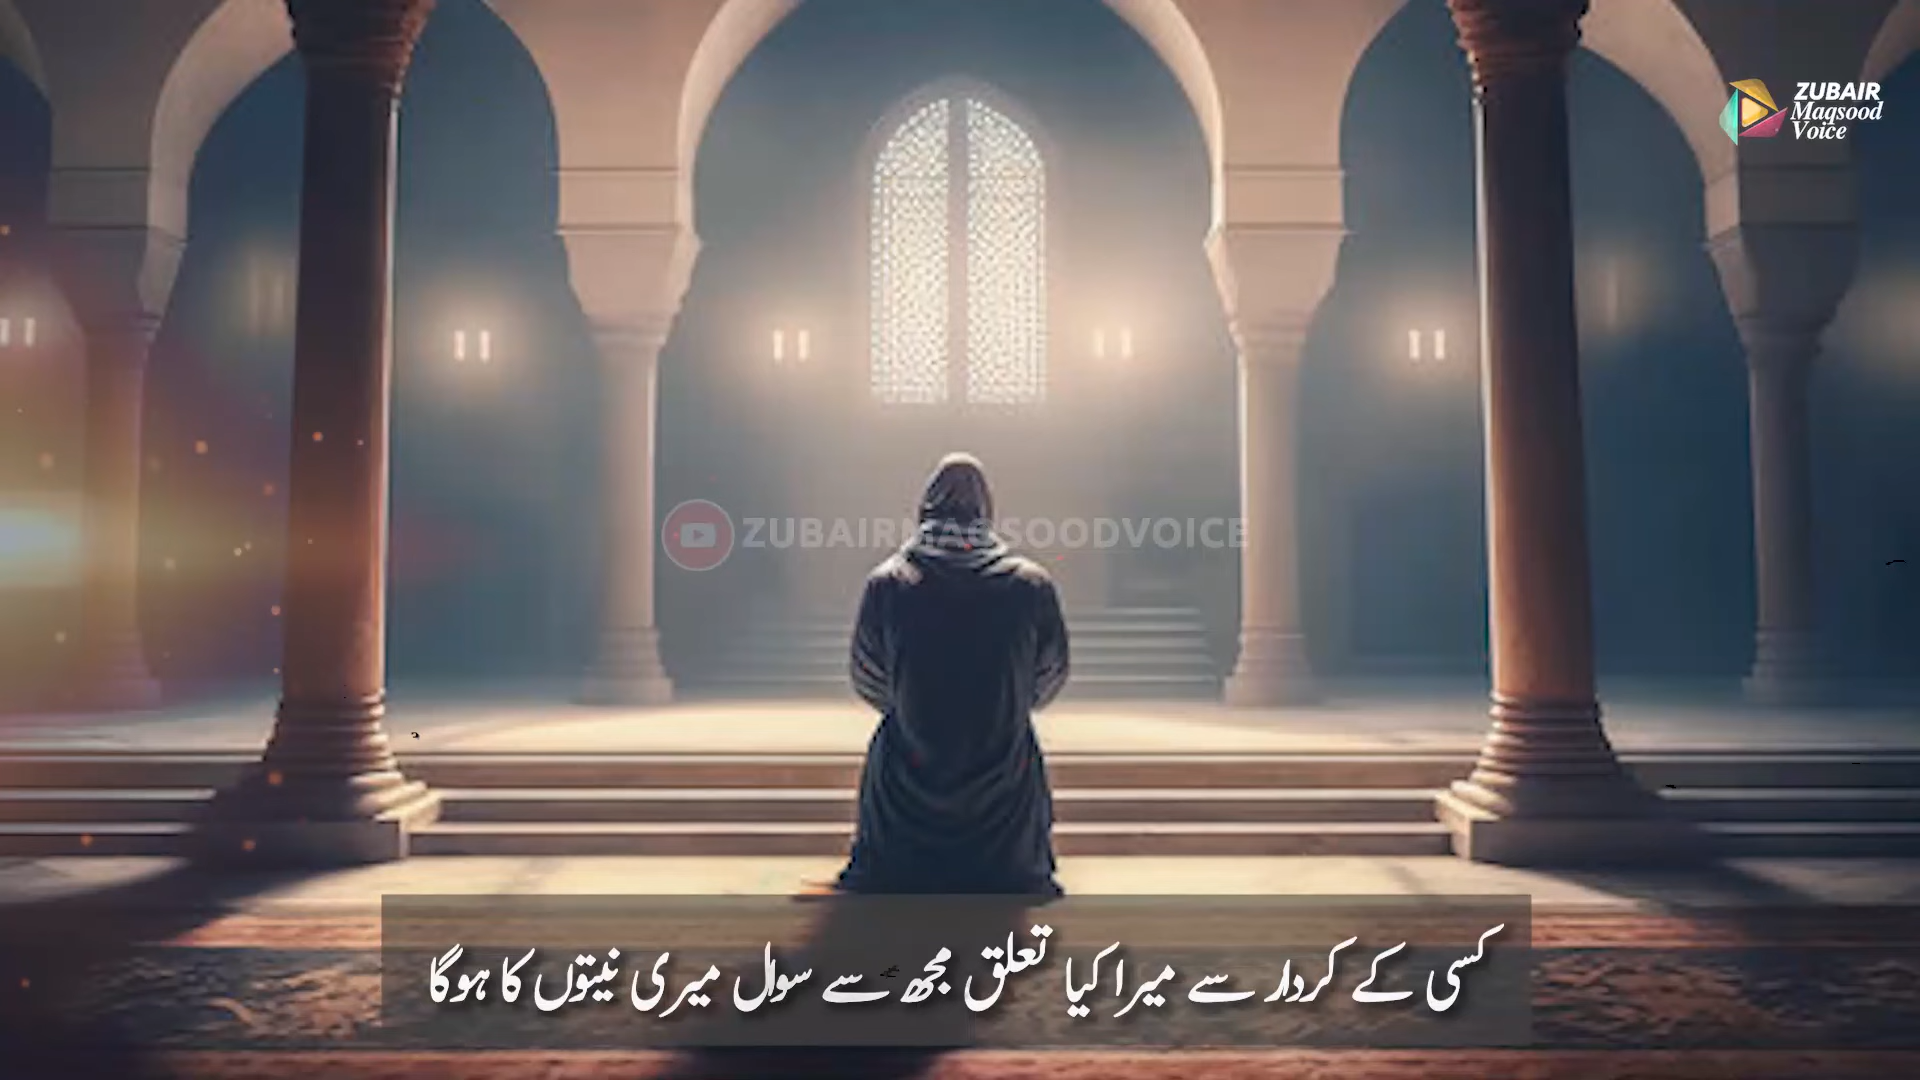 ZUBAIR
Maqsood
Voice
ZUBAIRMAQSOODVOICE
کسی کے کردار سے میرا کیا تعلق مجھ سے سوال میری نیتوں کا ہوگا